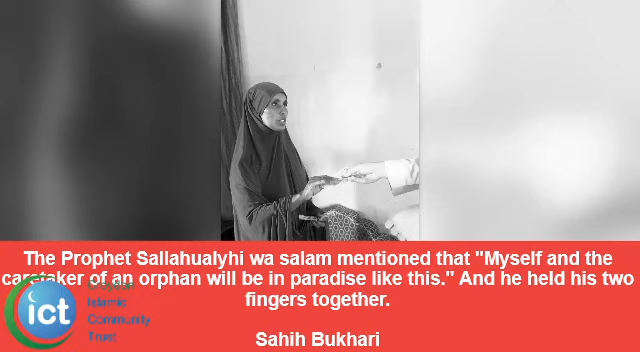 The Prophet Sallahualyhi wa salam mentioned that "Myself and the
caretaker of an orphan will be in paradise like this." And he held his two
fingers together.
Sahih Bukhari
ict
Croydon
Islamic
Community
Trust